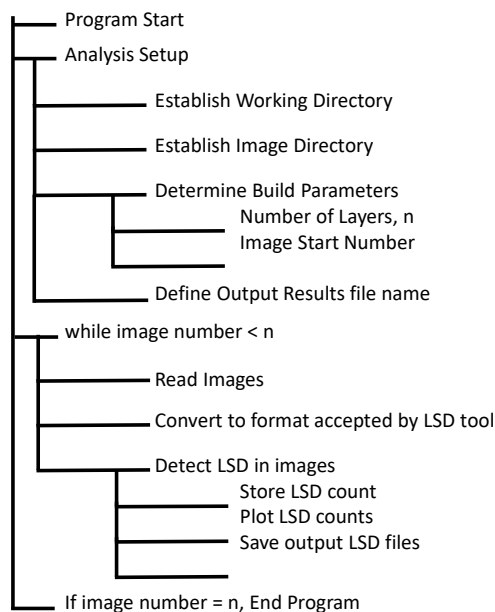 Program Start
Analysis Setup
Establish Working Directory
Establish Image Directory
Determine Build Parameters
Number of Layers, n
Image Start Number
Define Output Results file name
while image number < n
Read Images
Convert to format accepted by LSD tool
Detect LSD in images
Store LSD count
Plot LSD counts
Save output LSD files
If image number = n, End Program